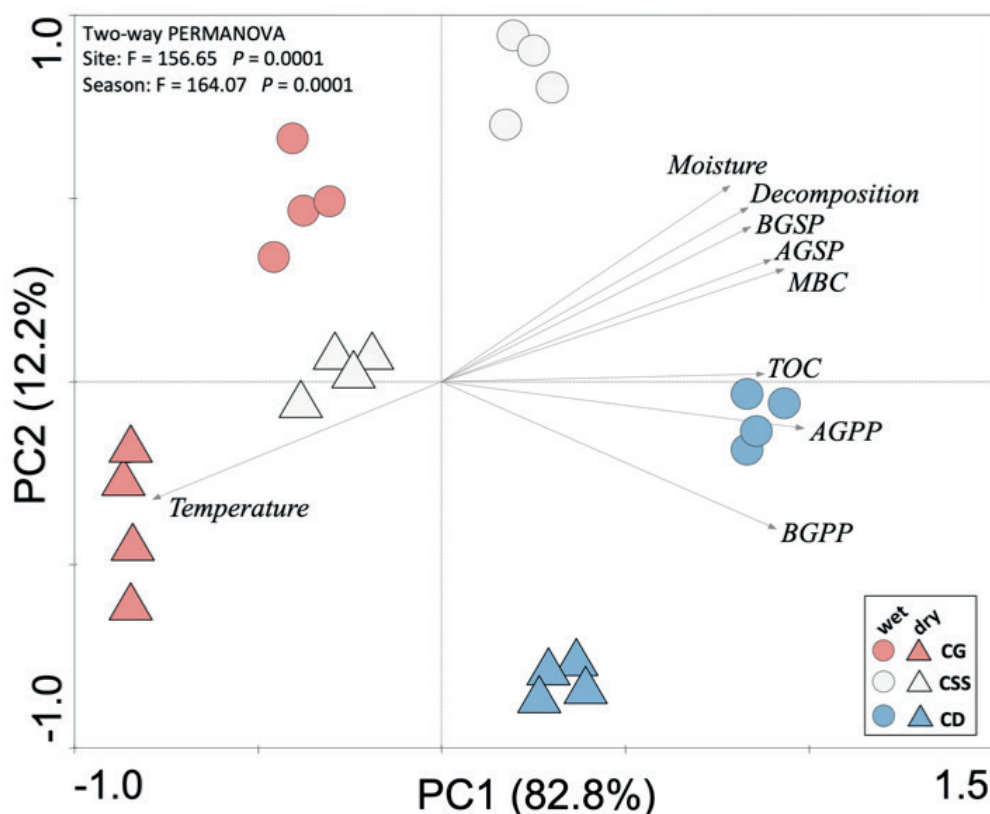 Two-way PERMANOVA
Site: F = 156.65 P = 0.0001
Season: F = 164.07 P = 0.0001
1.0
PC2 (12.2%)
-1.0
Moisture
Decomposition
BGSP
AGSP
MBC
TOC
AGPP
BGPP
Temperature
wet dry
CG
CSS
CD
-1.0
PC1 (82.8%)
1.5